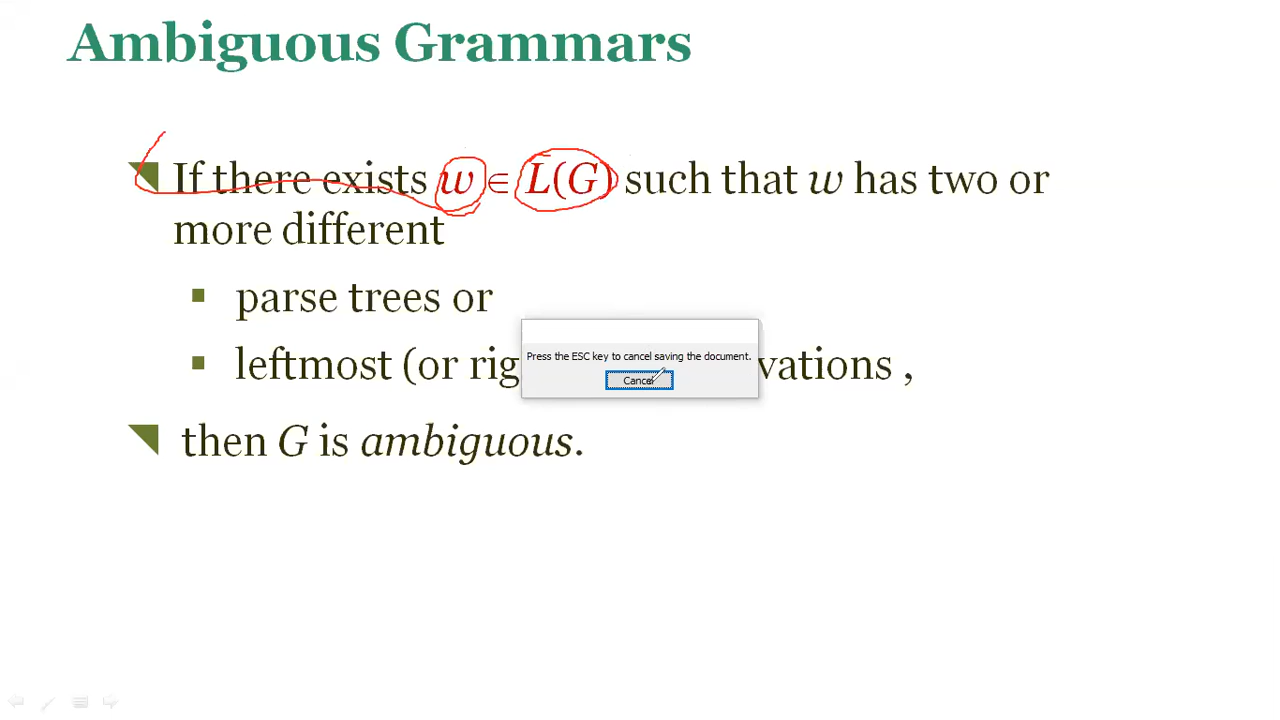 Ambiguous Grammars
If there exists w ∈ L(G) such that w has two or
more different
parse trees or
leftmost (or rig vations ,
Press the ESC key to cancel saving the document.
Cancel
then G is ambiguous.